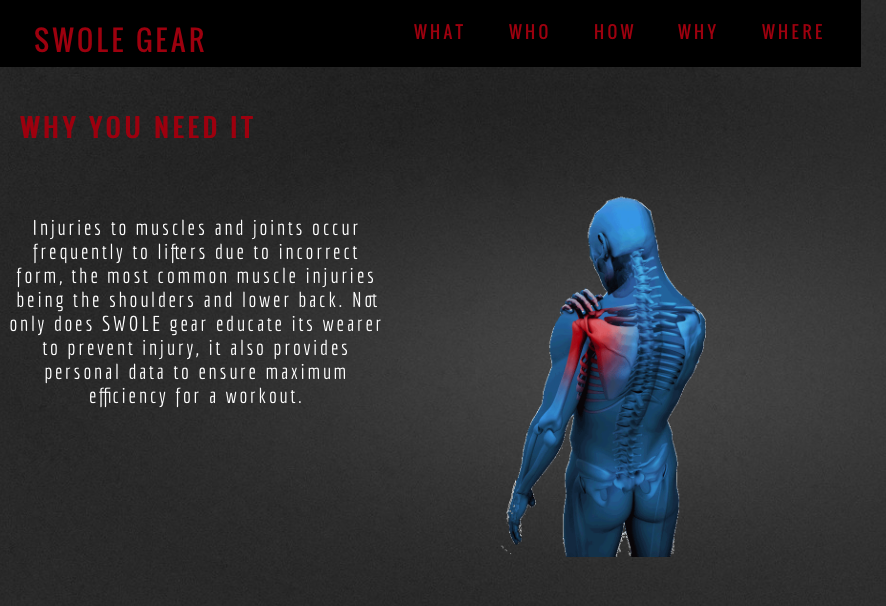 SWOLE GEAR
WHAT WHO HOW WHY WHERE
WHY YOU NEED IT
Injuries to muscles and joints occur
frequently to lifters due to incorrect
form, the most common muscle injuries
being the shoulders and lower back. Not
only does SWOLE gear educate its wearer
to prevent injury, it also provides
personal data to ensure maximum
efficiency for a workout.